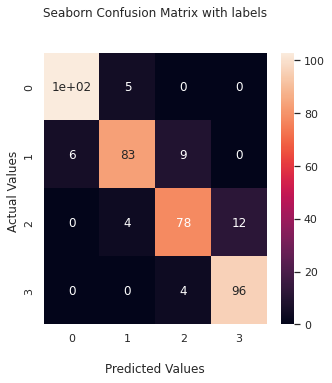 Seaborn Confusion Matrix with labels
0 1e+02 5 0 0 100
1 6 83 9 0 80
2 0 4 78 12 60
3 0 0 4 96 40
20
0
0 1 2 3
Actual Values
Predicted Values